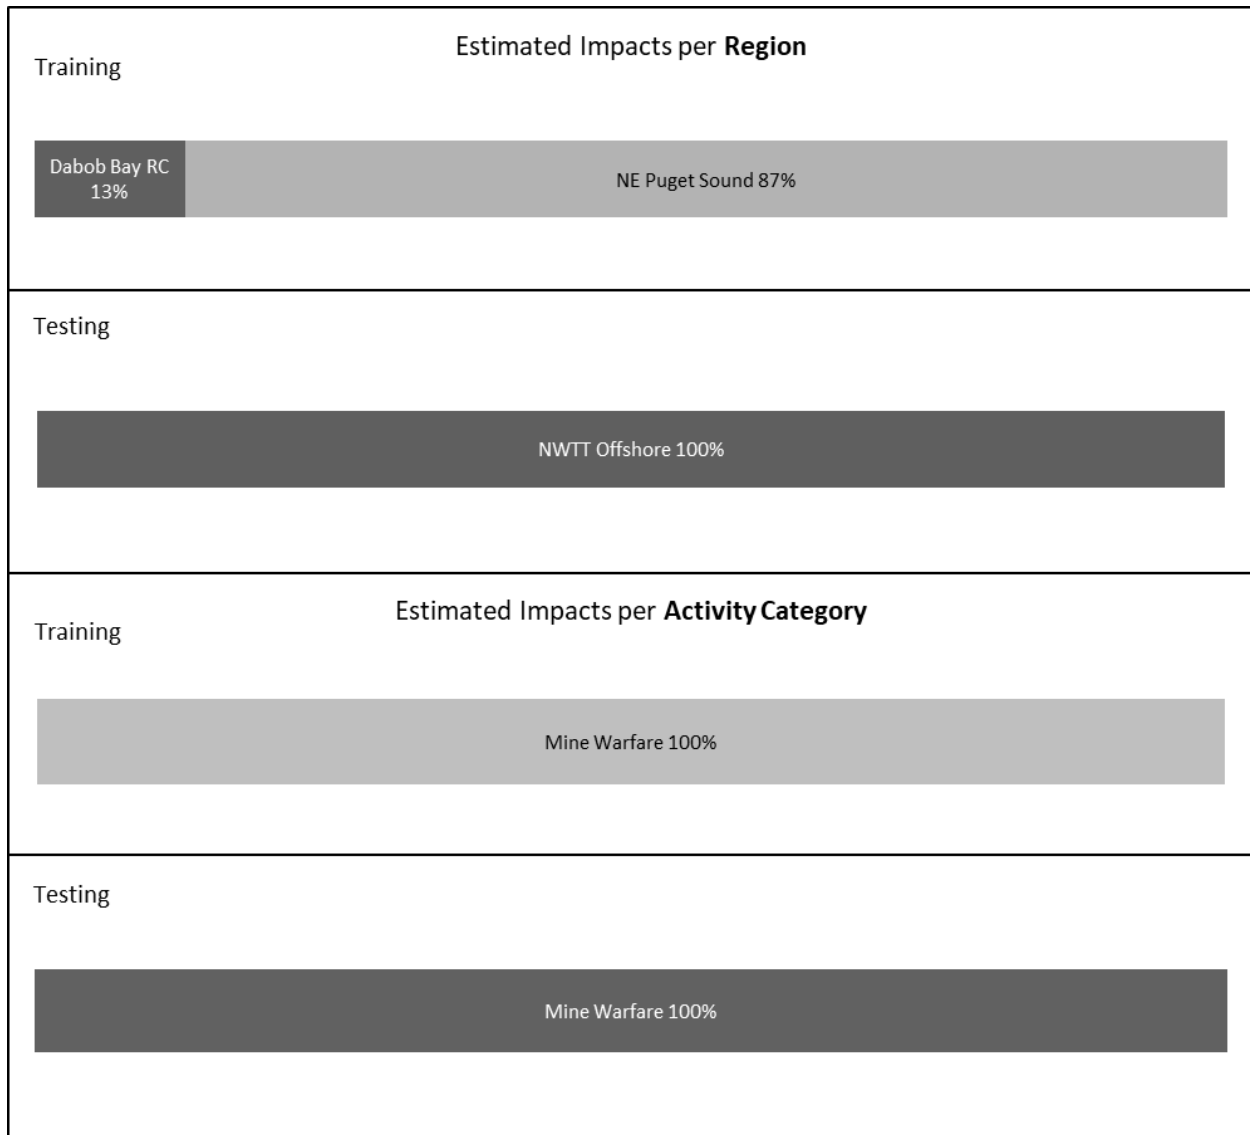 Estimated Impacts per Region
Training
Dabob Bay RC
13%
NE Puget Sound 87%
Testing
NWTT Offshore 100%
Estimated Impacts per Activity Category
Training
Mine Warfare 100%
Testing
Mine Warfare 100%